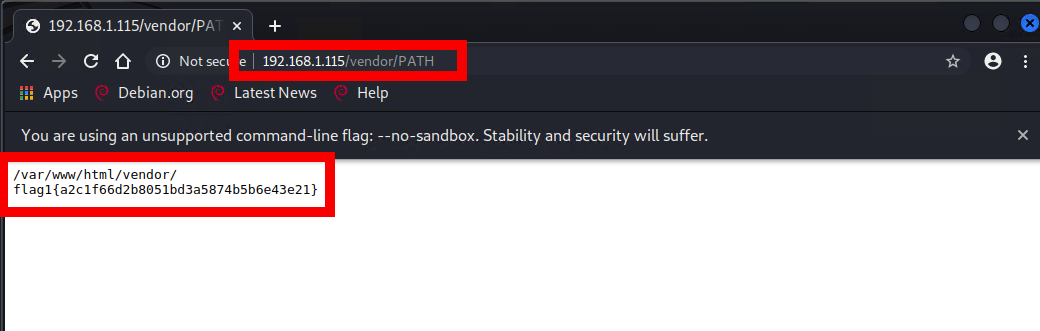 192.168.1.115/vendor/PAT
Not secure 192.168.1.115/vendor/PATH
Apps Debian.org Latest News Help
You are using an unsupported command-line flag: --no-sandbox. Stability and security will suffer.
/var/www/html/vendor/
flag1{a2c1f66d2b8051bd3a5874b5b6e43e21}